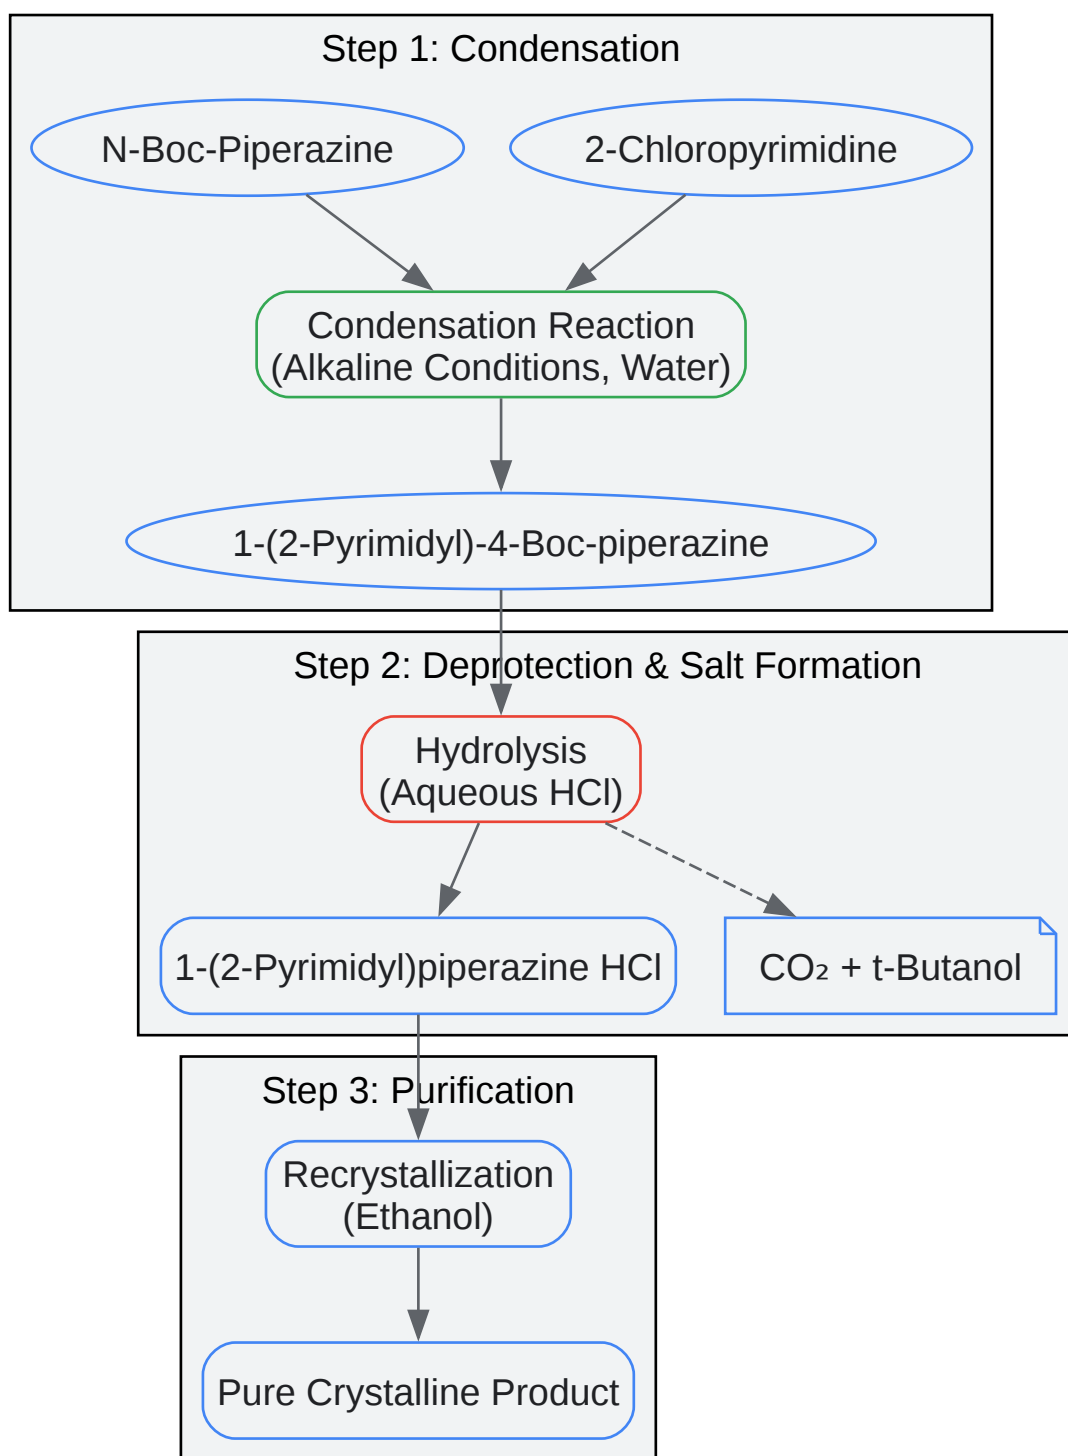 Step 1: Condensation
N-Boc-Piperazine
2-Chloropyrimidine
Condensation Reaction
(Alkaline Conditions, Water)
1-(2-Pyrimidyl)-4-Boc-piperazine
Step 2: Deprotection & Salt Formation
Hydrolysis
(Aqueous HCl)
1-(2-Pyrimidyl)piperazine HCl
CO₂ + t-Butanol
Step 3: Purification
Recrystallization
(Ethanol)
Pure Crystalline Product